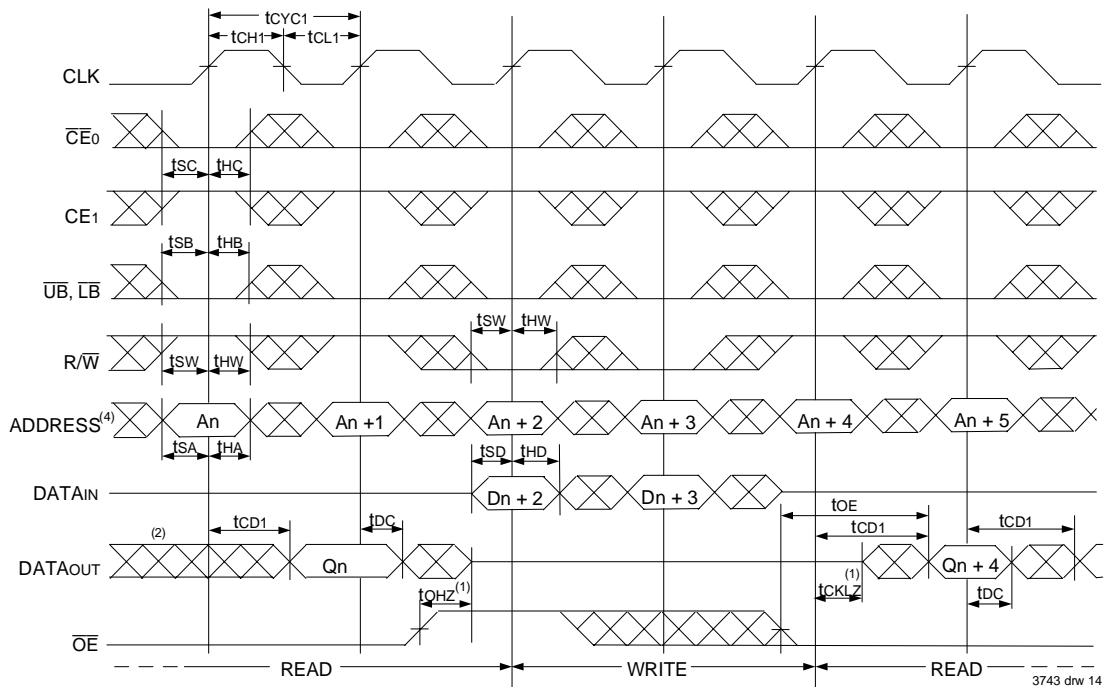 tCYC1
tCH1 tCL1
CLK
CE0
tSC tHC
CE1
tSB tHB
UB, LB
tSW tHW
R/W
tSW tHW
ADDRESS(4) An An +1 An + 2 An + 3 An + 4 An + 5
tSA tHA tSD tHD
DATAIN Dn + 2 Dn + 3
tOE
(2) tCD1 tDC tCD1 tCD1
DATAOUT Qn Qn + 4
tOHZ(1) tCKLZ(1) tDC
OE
READ WRITE READ
3743 drw 14